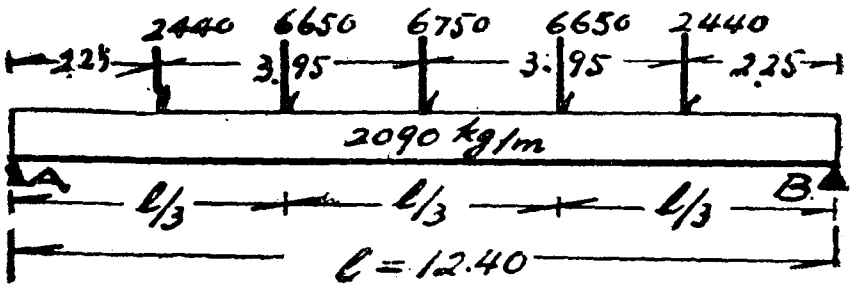 2440 6650 6750 6650 2440
2.25 3.95 3.95 2.25
2090 kg/m
A B
l/3 l/3 l/3
l = 12.40